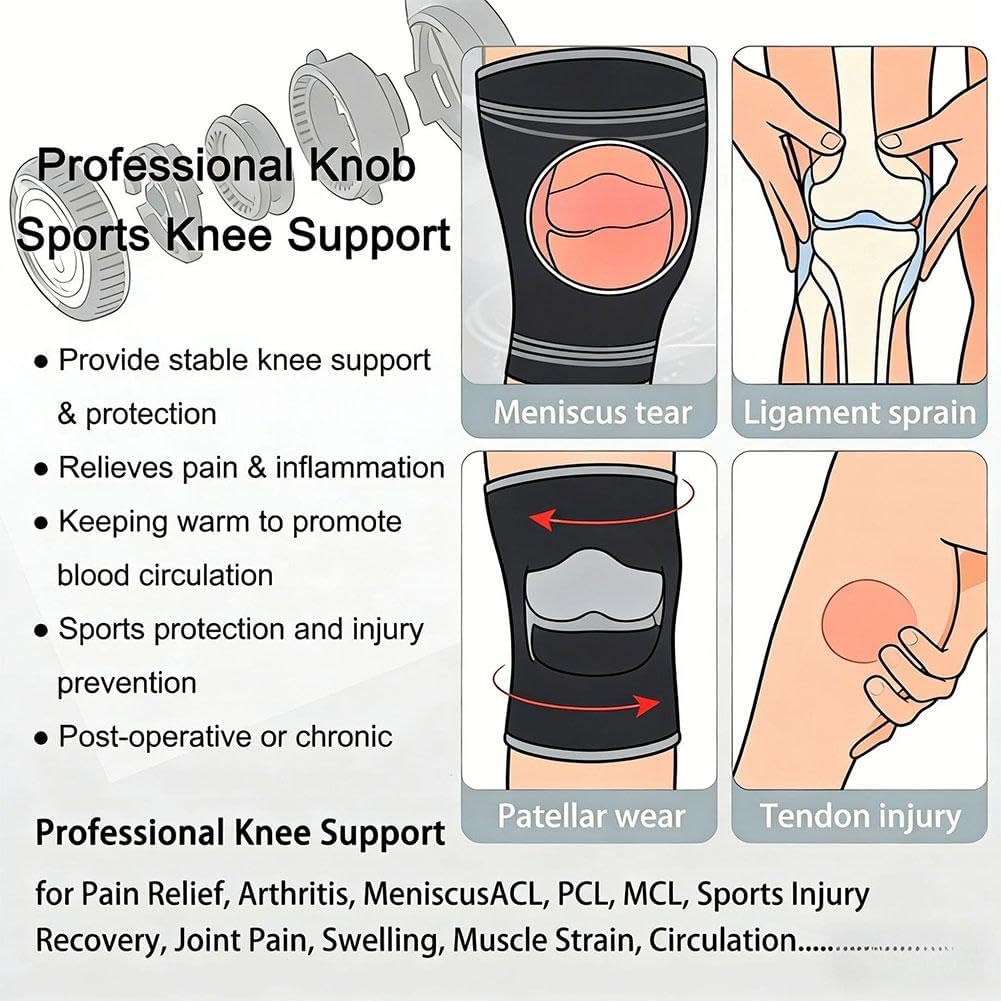 Professional Knob
Sports Knee Support
● Provide stable knee support
& protection
● Relieves pain & inflammation
● Keeping warm to promote
blood circulation
● Sports protection and injury
prevention
● Post-operative or chronic
Meniscus tear
Ligament sprain
Patellar wear
Tendon injury
Professional Knee Support
for Pain Relief, Arthritis, MeniscusACL, PCL, MCL, Sports Injury
Recovery, Joint Pain, Swelling, Muscle Strain, Circulation....................